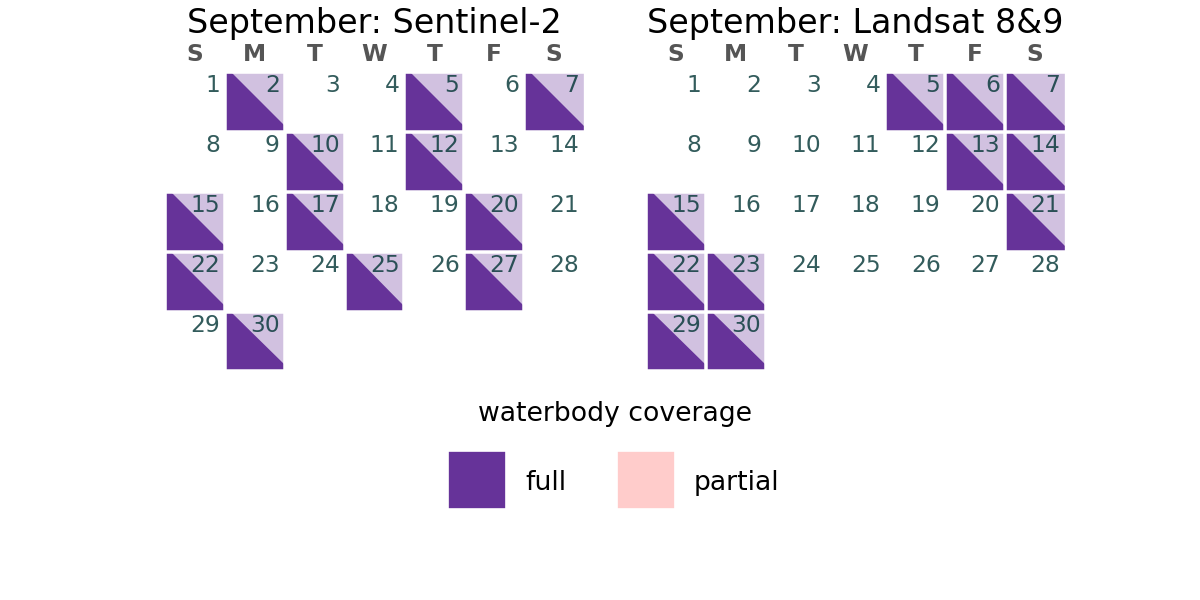 September: Sentinel-2
S M T W T F S
1 2 3 4 5 6 7
8 9 10 11 12 13 14
15 16 17 18 19 20 21
22 23 24 25 26 27 28
29 30
September: Landsat 8&9
S M T W T F S
1 2 3 4 5 6 7
8 9 10 11 12 13 14
15 16 17 18 19 20 21
22 23 24 25 26 27 28
29 30
waterbody coverage
full partial